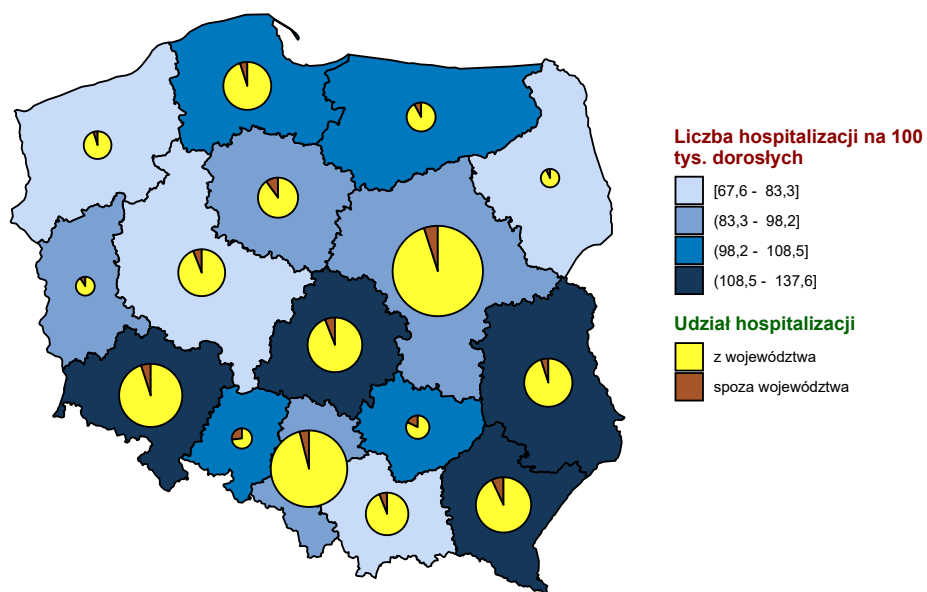 Liczba hospitalizacji na 100
tys. dorosłych
[67,6 - 83,3]
(83,3 - 98,2]
(98,2 - 108,5]
(108,5 - 137,6]
Udział hospitalizacji
z województwa
spoza województwa